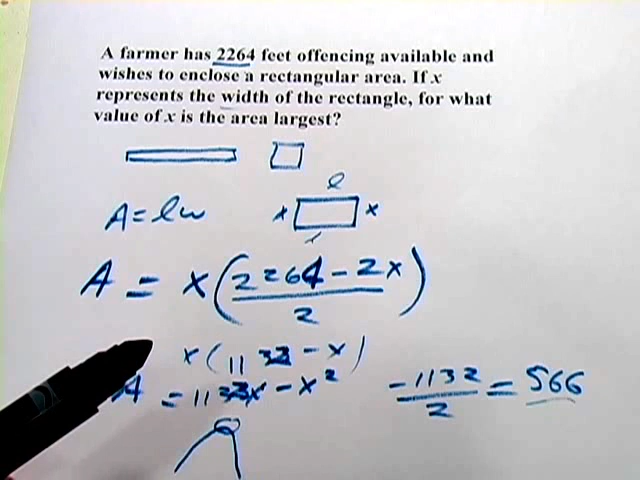 A farmer has 2264 feet offencing available and
wishes to enclose a rectangular area. If x
represents the width of the rectangle, for what
value of x is the area largest?
l
A = lw
x x
A = x(2264 - 2x / 2)
x(1132 - x)
A = 1132x - x²
-1132 / 2 = 566